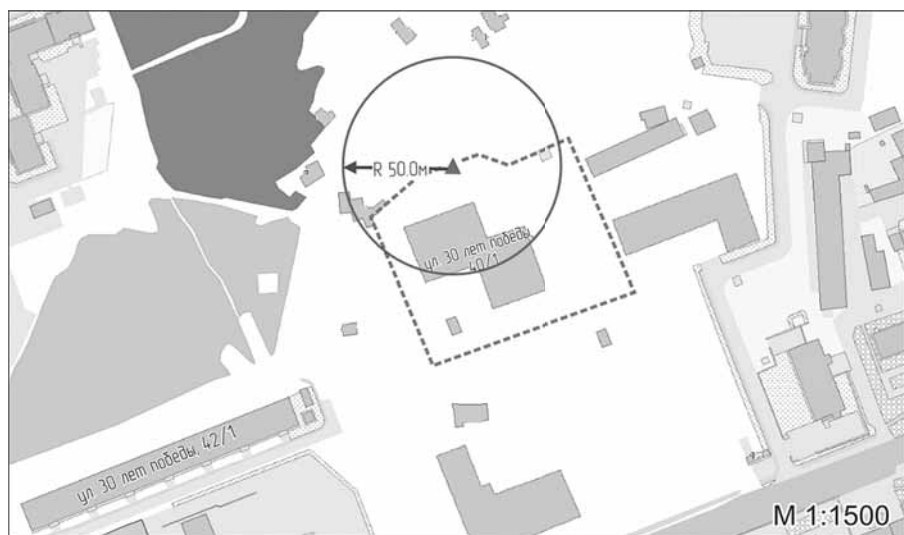 R 50.0м
ул 30 лет победы,
40/1
ул 30 лет победы, 42/1
М 1:1500